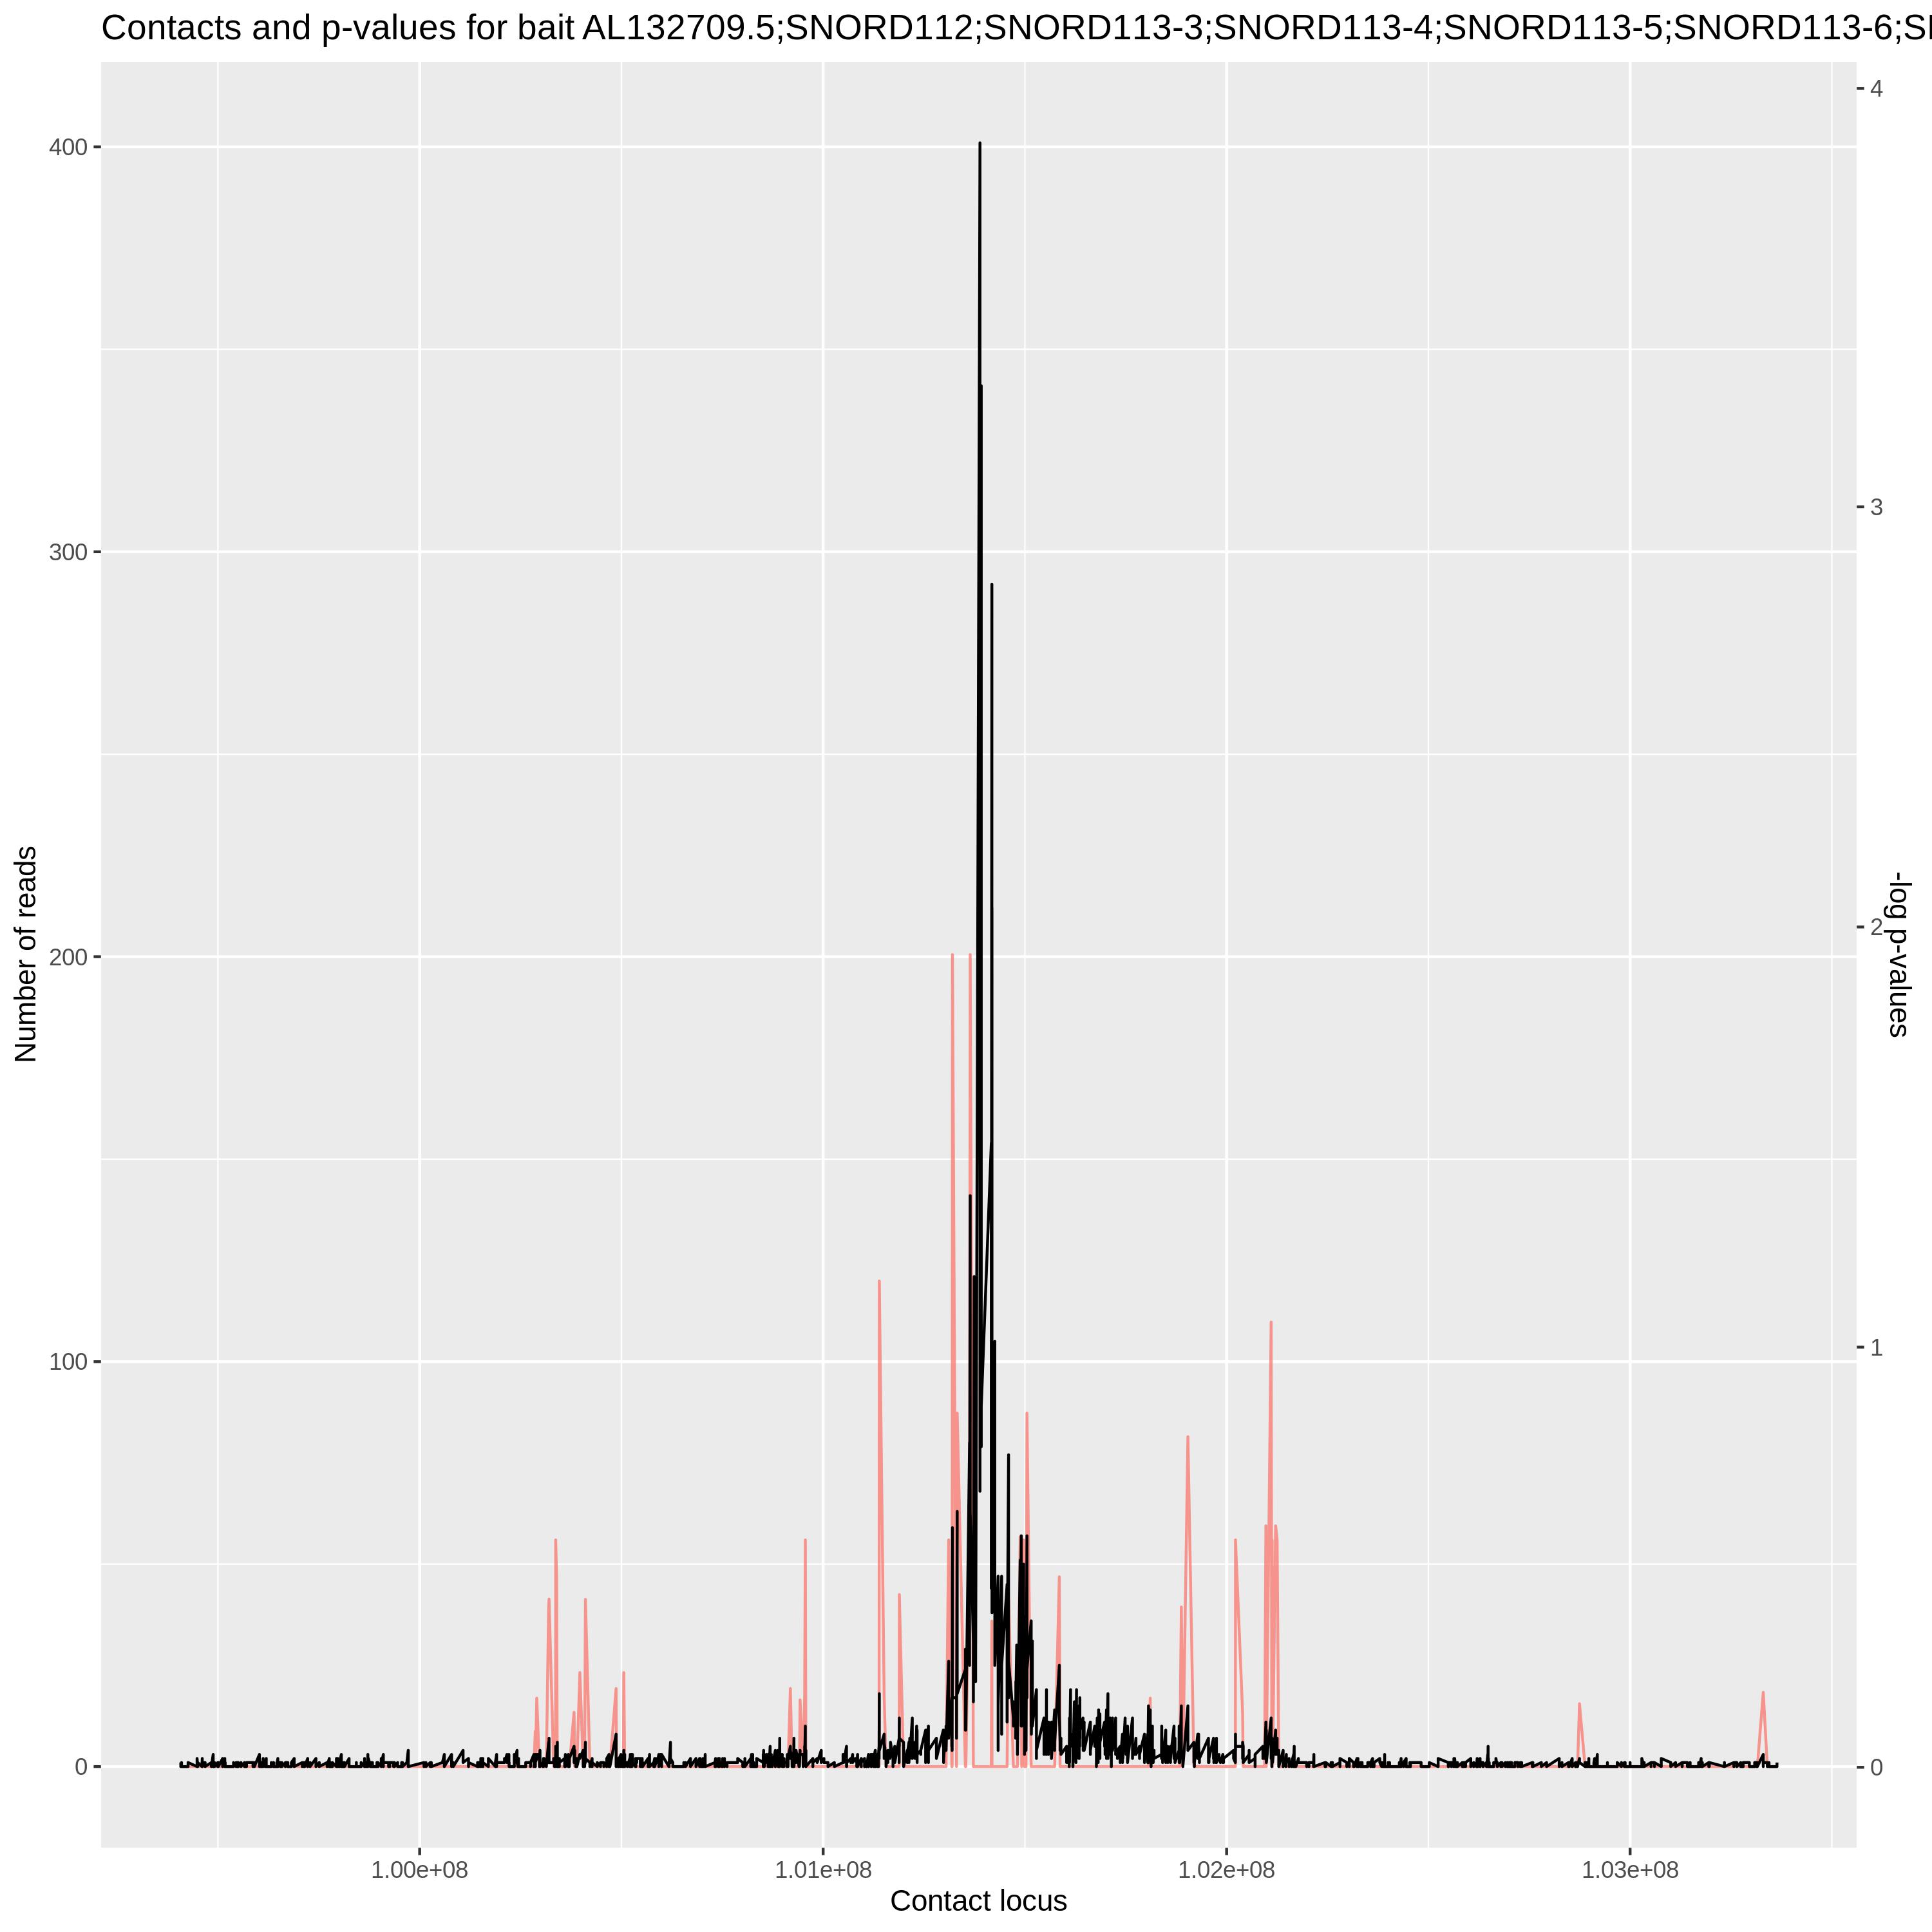 Contacts and p-values for bait AL132709.5;SNORD112;SNORD113-3;SNORD113-4;SNORD113-5;SNORD113-6;
400
300
200
100
0
Number of reads
4
3
2
1
0
-log p-values
1.00e+08
1.01e+08
1.02e+08
1.03e+08
Contact locus